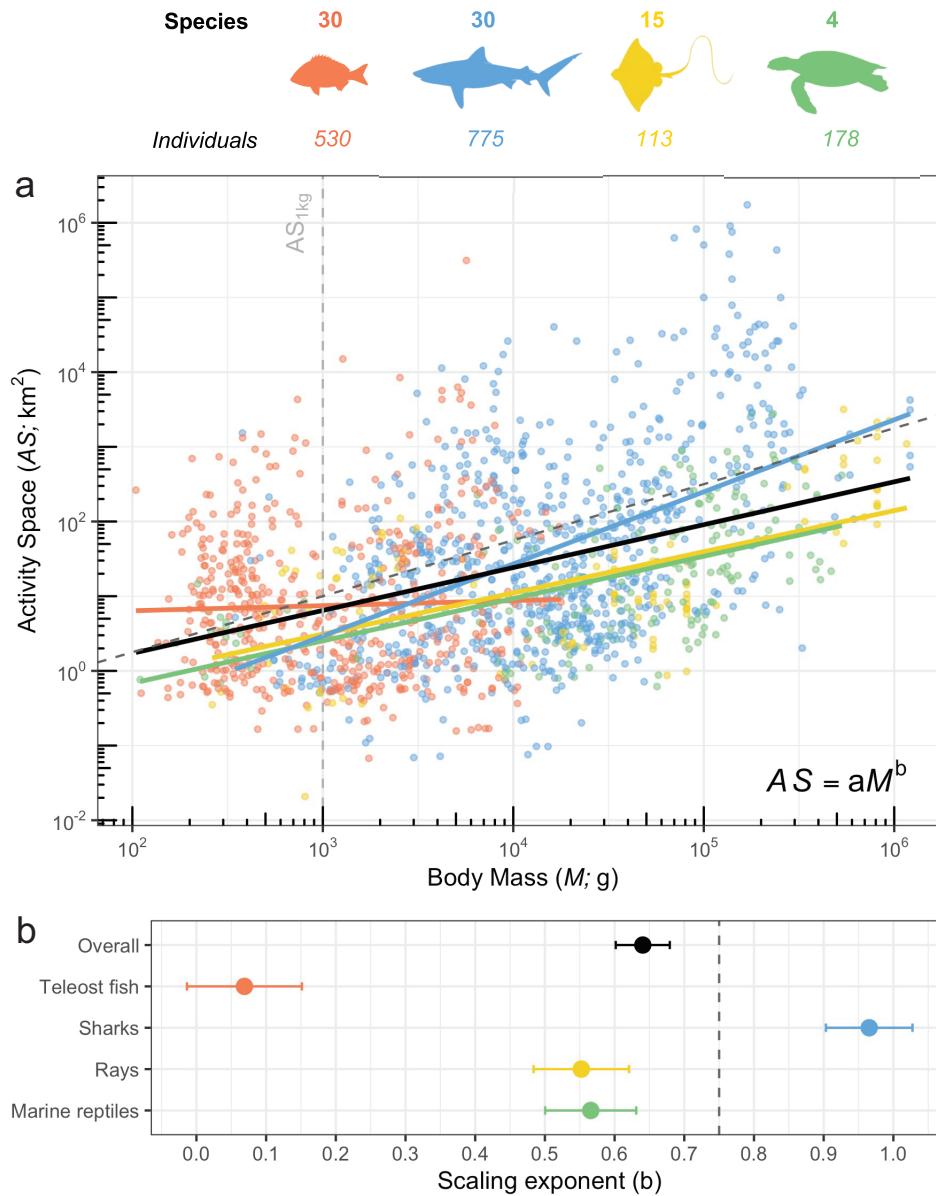 Species 30 30 15 4
Individuals 530 775 113 178
a
AS1kg
10^6
10^4
10^2
10^0
10^-2
Activity Space (AS; km^2)
AS = aM^b
10^2 10^3 10^4 10^5 10^6
Body Mass (M; g)
b
Overall
Teleost fish
Sharks
Rays
Marine reptiles
0.0 0.1 0.2 0.3 0.4 0.5 0.6 0.7 0.8 0.9 1.0
Scaling exponent (b)